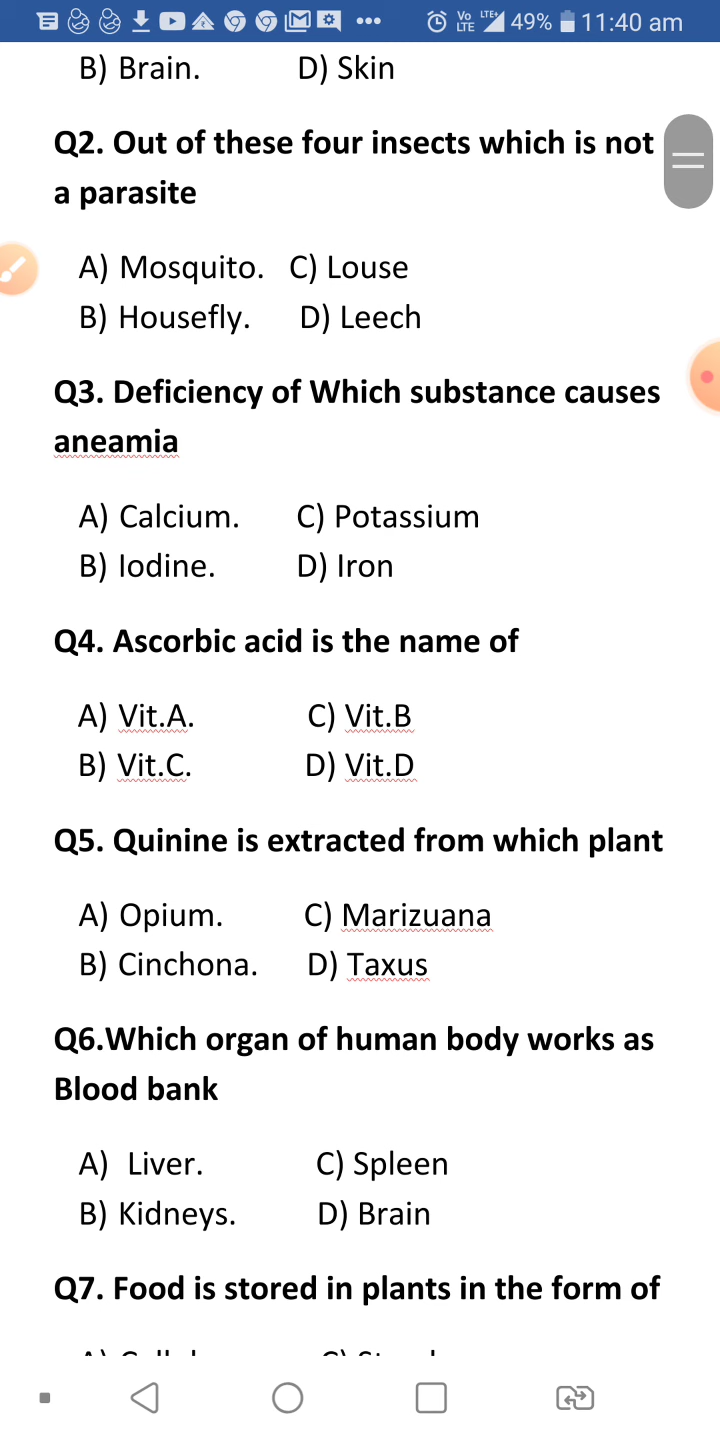 Vo LTE LTE+ 49% 11:40 am
B) Brain. D) Skin
Q2. Out of these four insects which is not
a parasite
A) Mosquito. C) Louse
B) Housefly. D) Leech
Q3. Deficiency of Which substance causes
aneamia
A) Calcium. C) Potassium
B) Iodine. D) Iron
Q4. Ascorbic acid is the name of
A) Vit.A. C) Vit.B
B) Vit.C. D) Vit.D
Q5. Quinine is extracted from which plant
A) Opium. C) Marizuana
B) Cinchona. D) Taxus
Q6.Which organ of human body works as
Blood bank
A) Liver. C) Spleen
B) Kidneys. D) Brain
Q7. Food is stored in plants in the form of